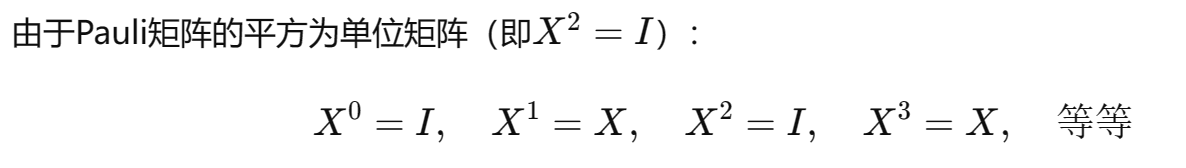 由于Pauli矩阵的平方为单位矩阵（即X² = I）：
X⁰ = I, X¹ = X, X² = I, X³ = X, 等等